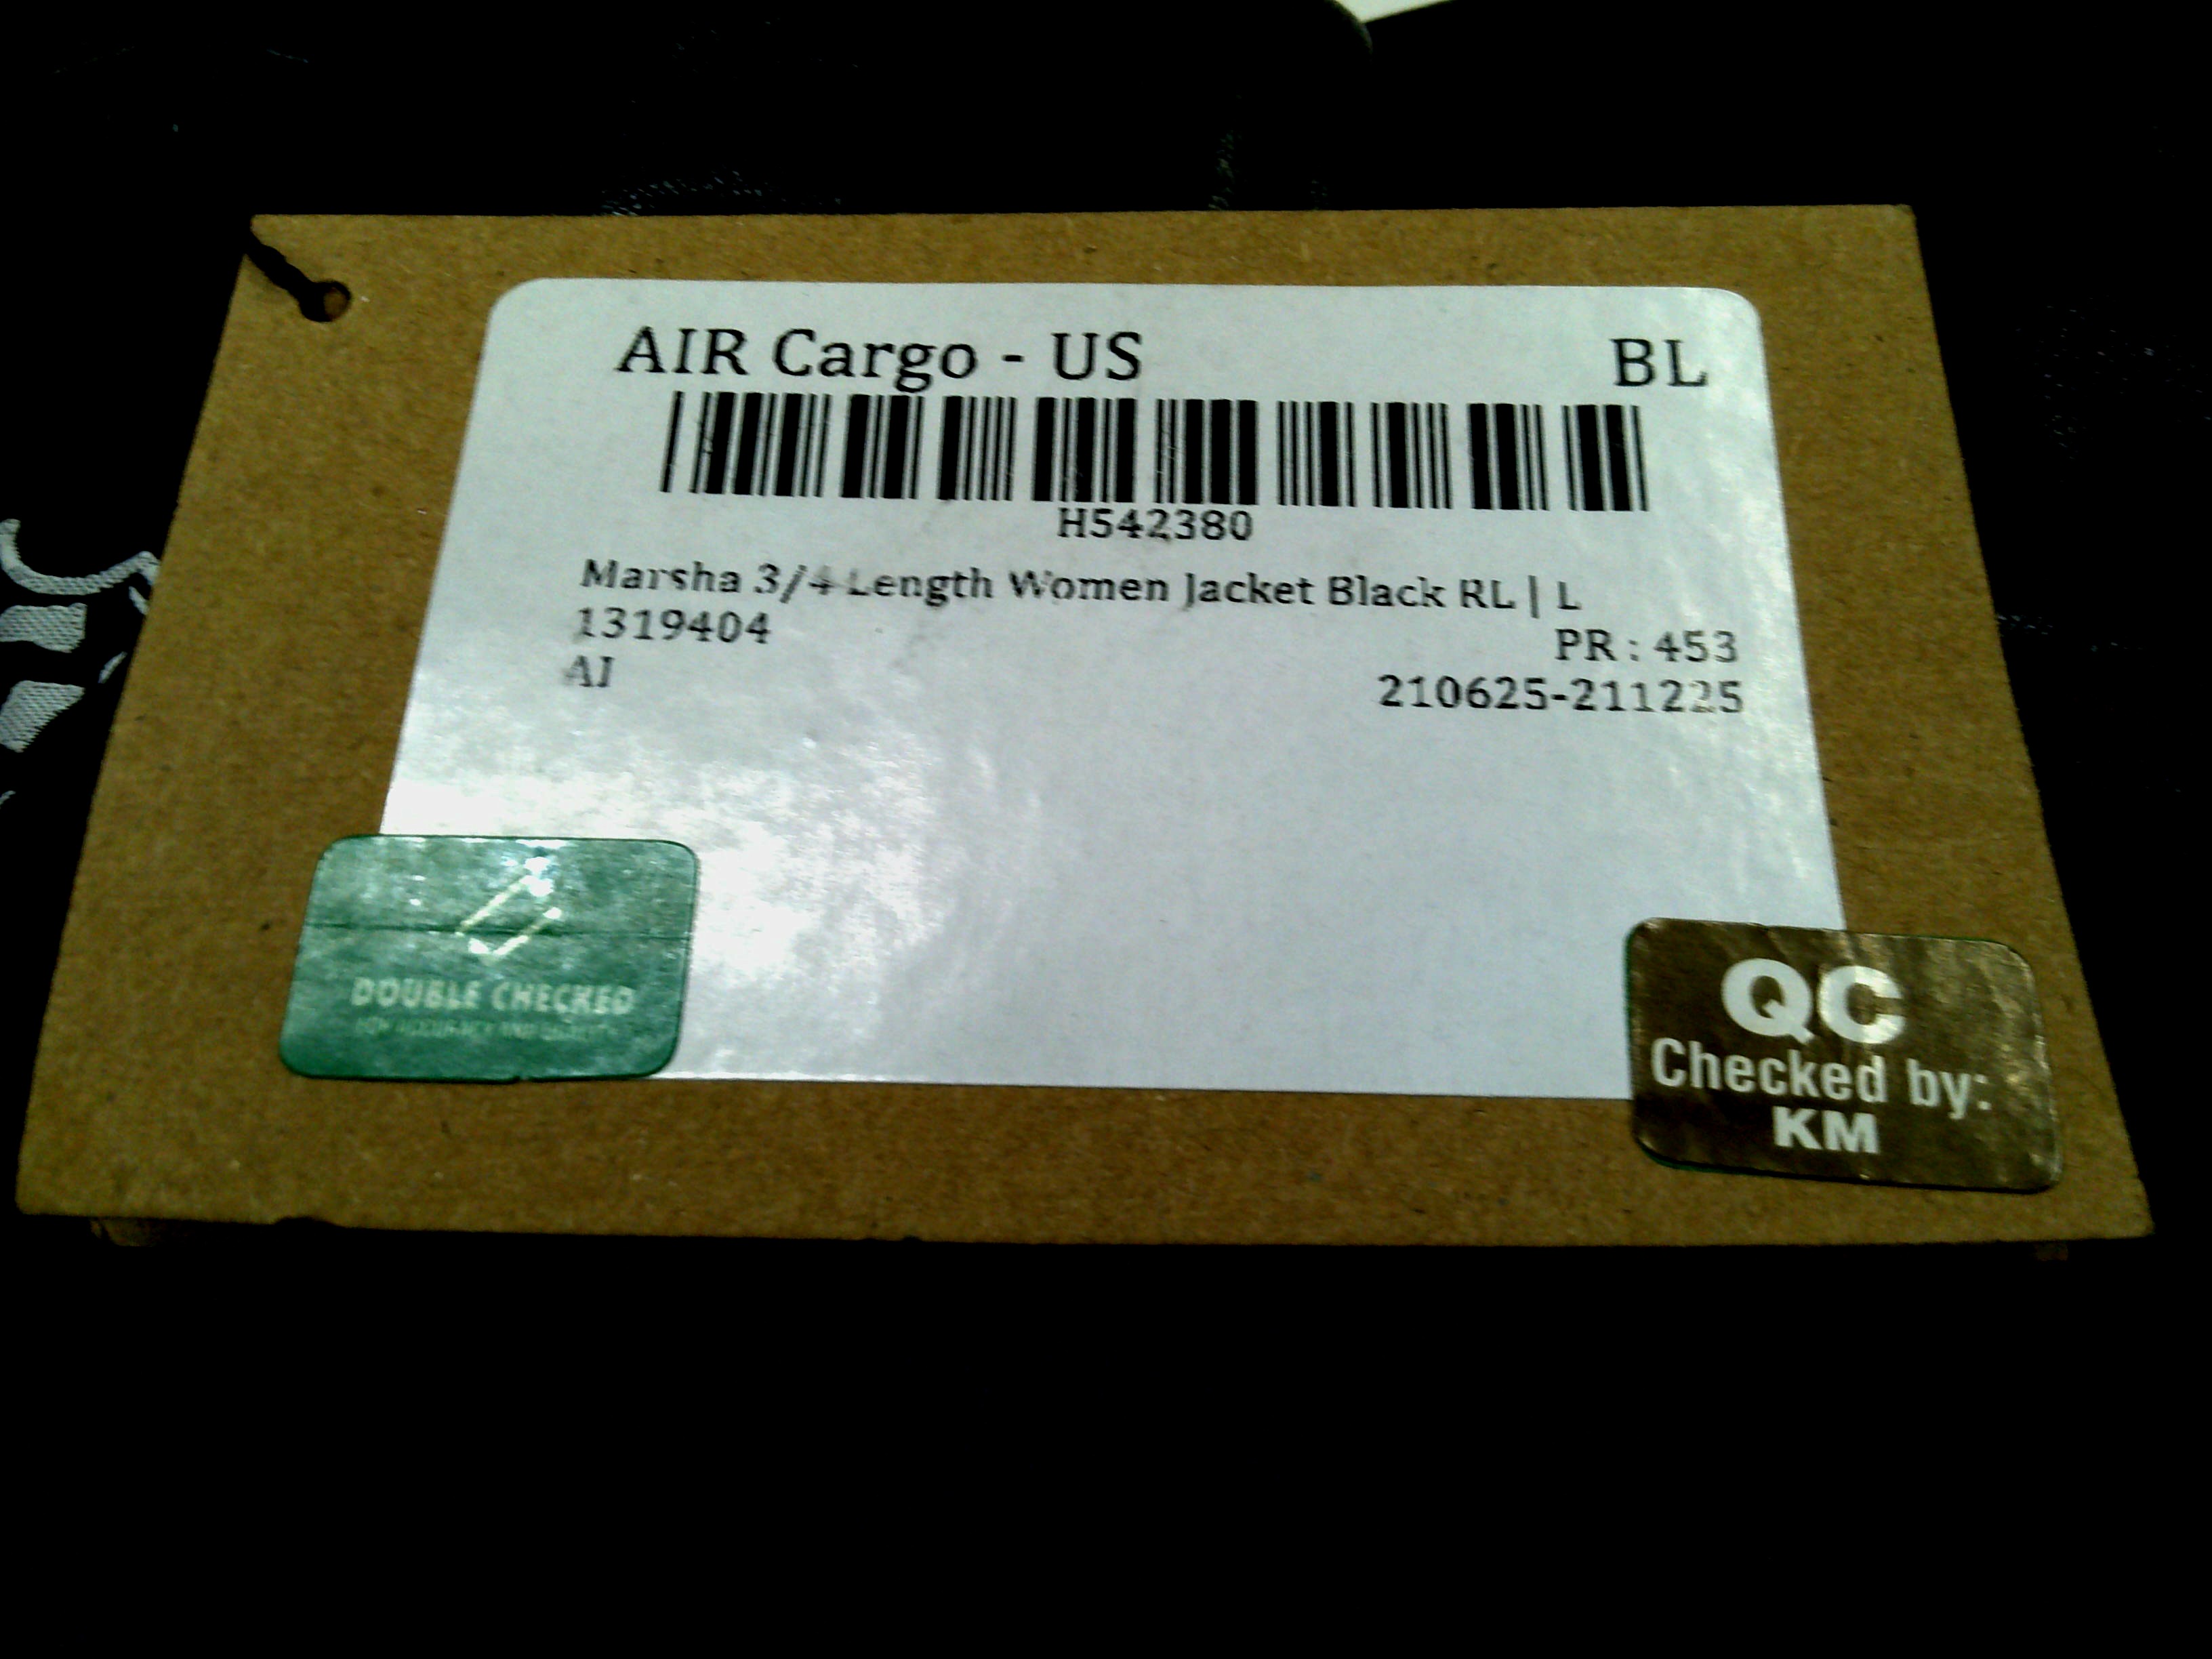 AIR Cargo - US BL
H542380
Marsha 3/4 Length Women Jacket Black RL | L
1319404 PR : 453
AI 210625-211225
DOUBLE CHECKED
QC
Checked by:
KM